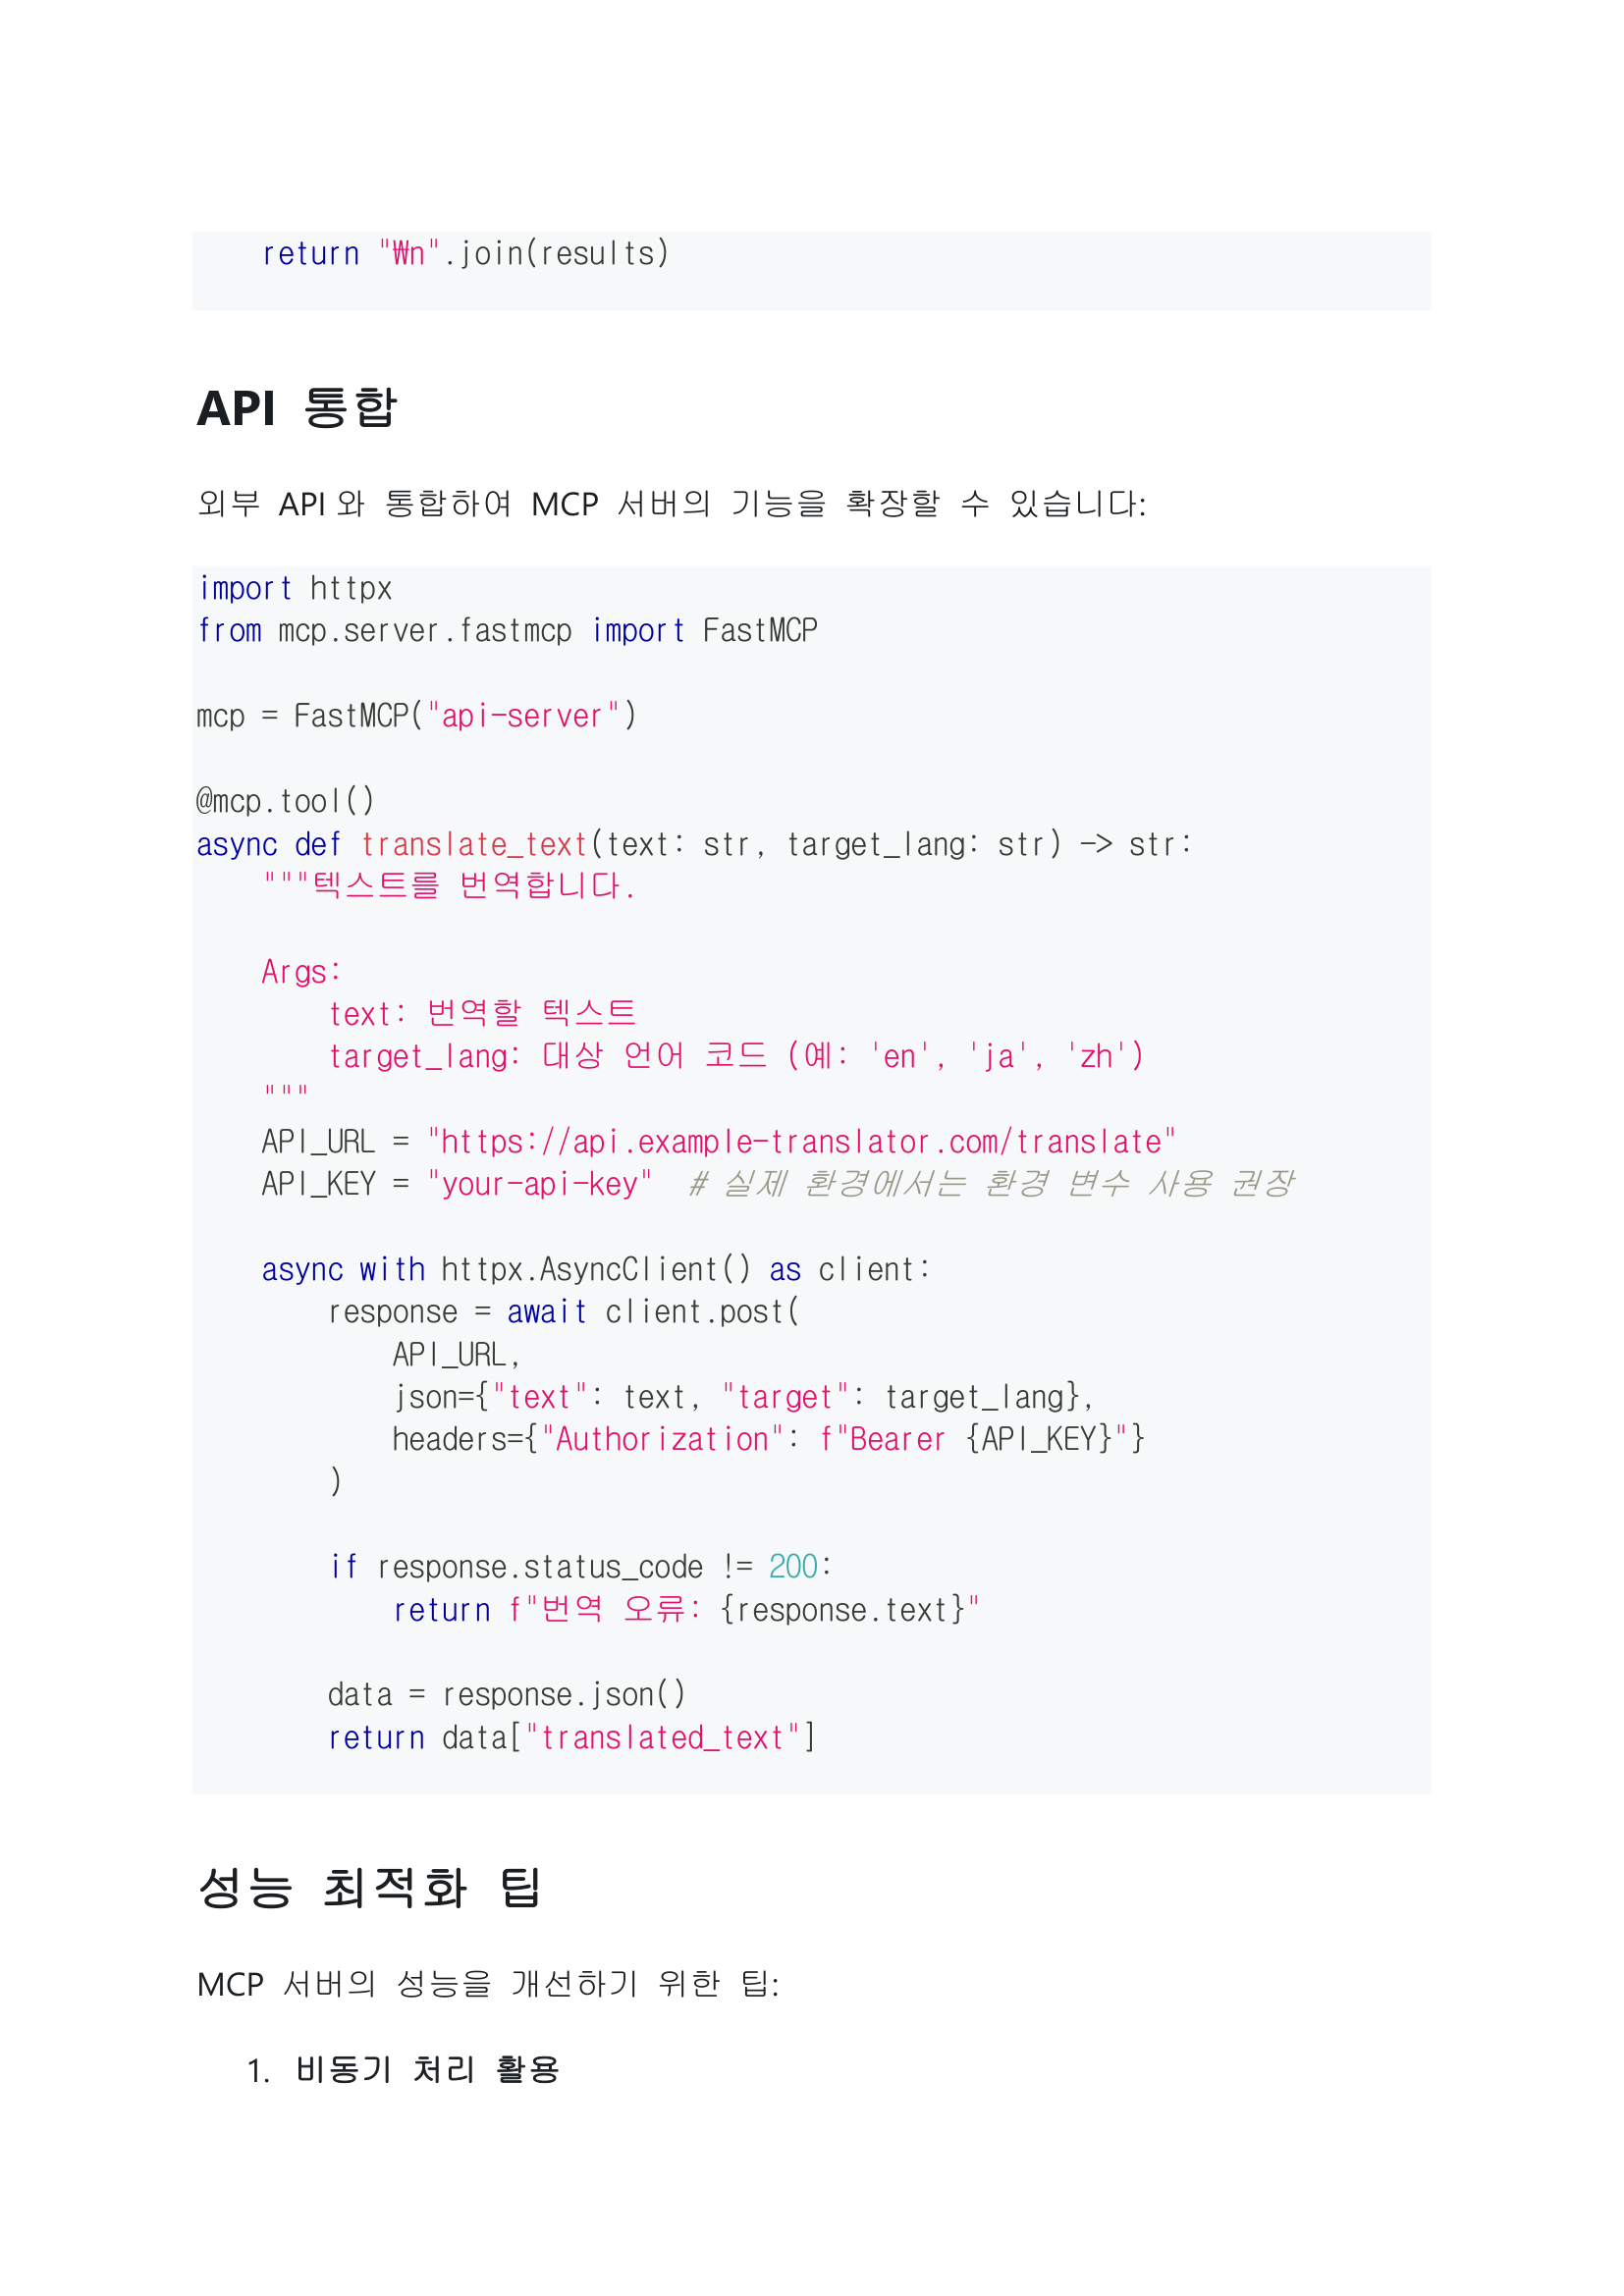 return "₩n".join(results)
API 통합
외부 API 와 통합하여 MCP 서버의 기능을 확장할 수 있습니다:
import httpx
from mcp.server.fastmcp import FastMCP

mcp = FastMCP("api-server")

@mcp.tool()
async def translate_text(text: str, target_lang: str) -> str:
    """텍스트를 번역합니다.

    Args:
        text: 번역할 텍스트
        target_lang: 대상 언어 코드 (예: 'en', 'ja', 'zh')
    """
    API_URL = "https://api.example-translator.com/translate"
    API_KEY = "your-api-key"  # 실제 환경에서는 환경 변수 사용 권장

    async with httpx.AsyncClient() as client:
        response = await client.post(
            API_URL,
            json={"text": text, "target": target_lang},
            headers={"Authorization": f"Bearer {API_KEY}"}
        )

        if response.status_code != 200:
            return f"번역 오류: {response.text}"

        data = response.json()
        return data["translated_text"]
성능 최적화 팁
MCP 서버의 성능을 개선하기 위한 팁:
1. 비동기 처리 활용